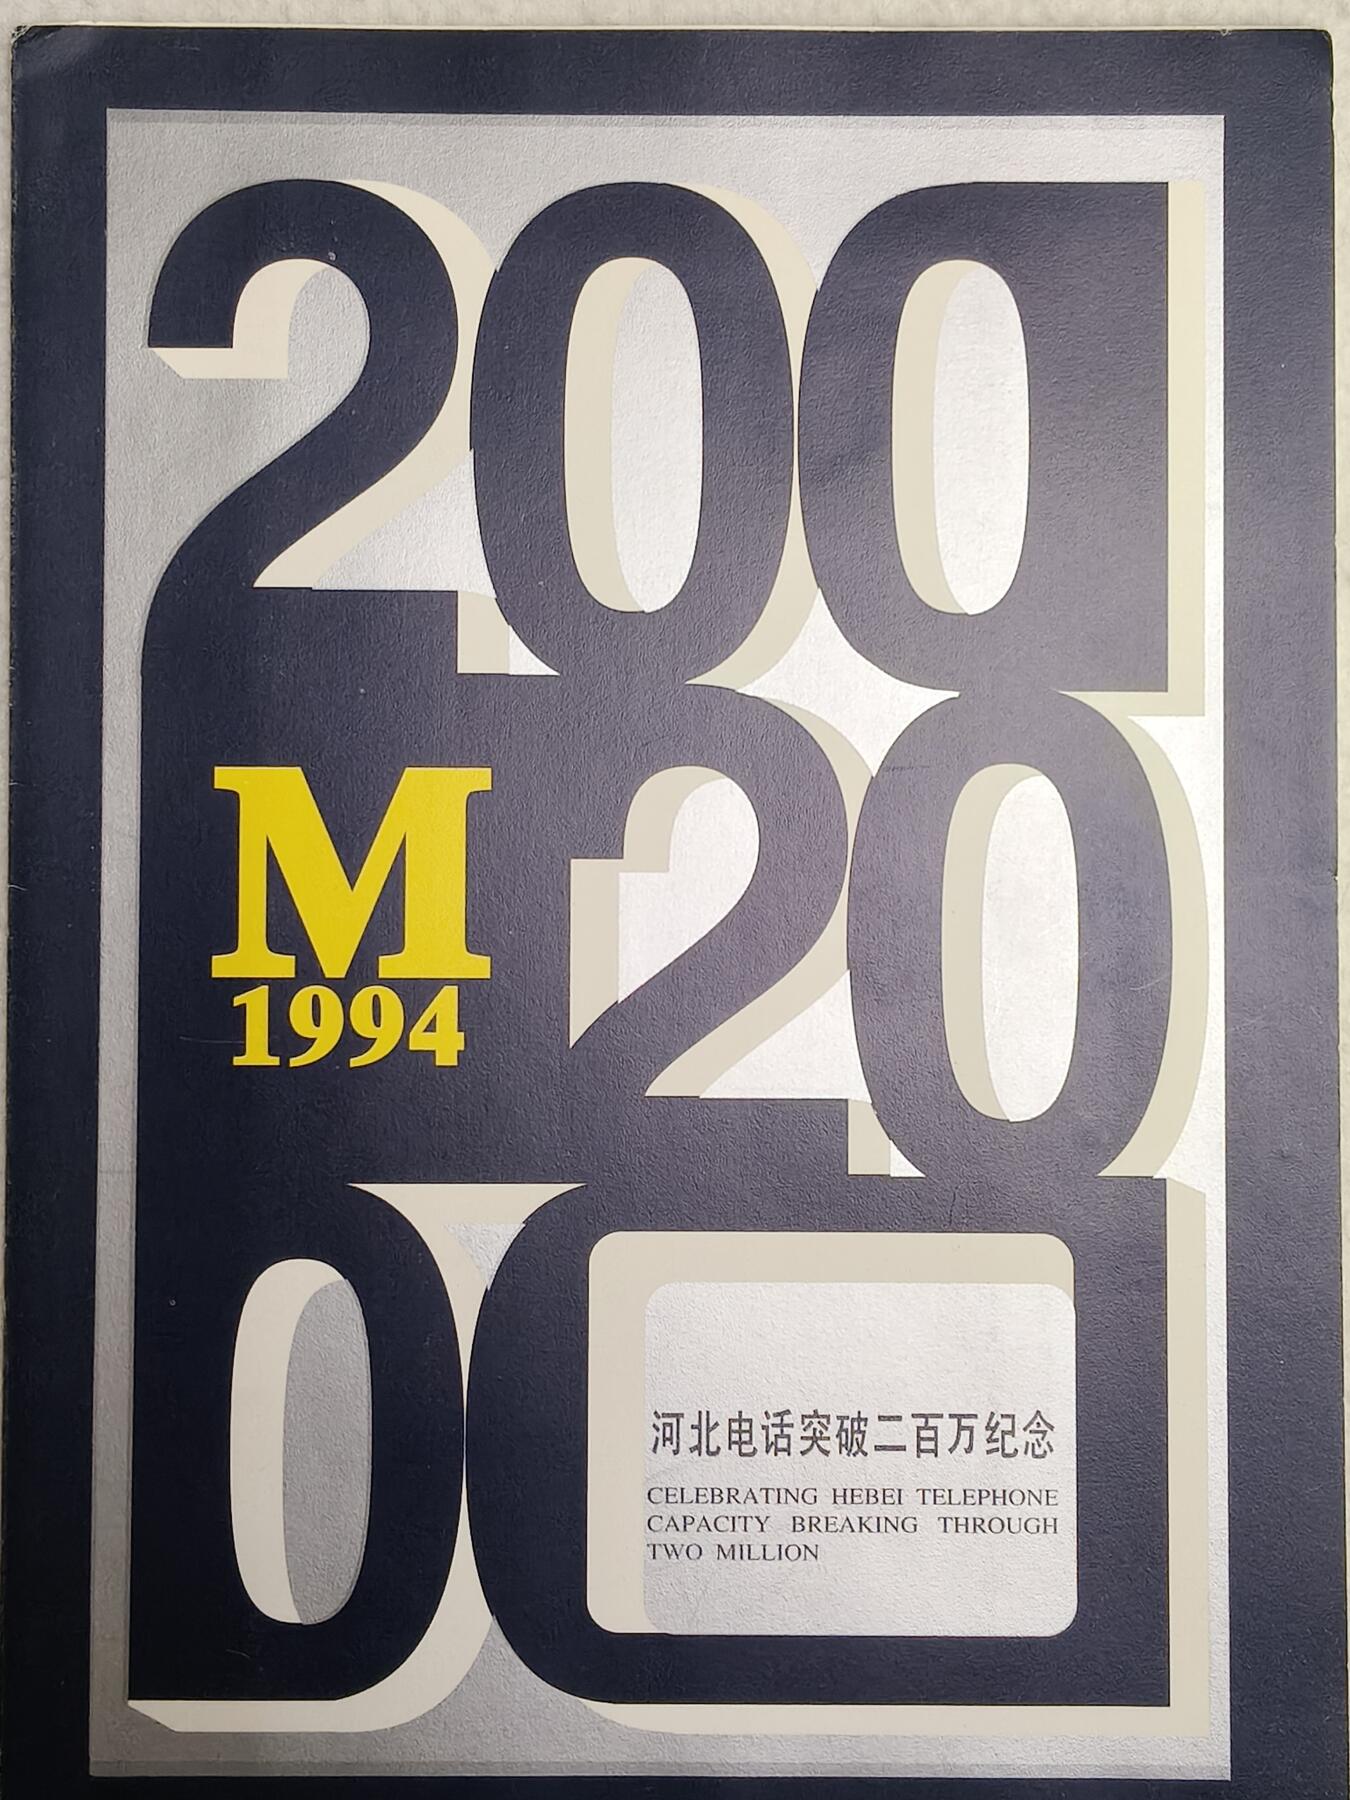 200
M 20
1994
00
河北电话突破二百万纪念
CELEBRATING HEBEI TELEPHONE
CAPACITY BREAKING THROUGH
TWO MILLION